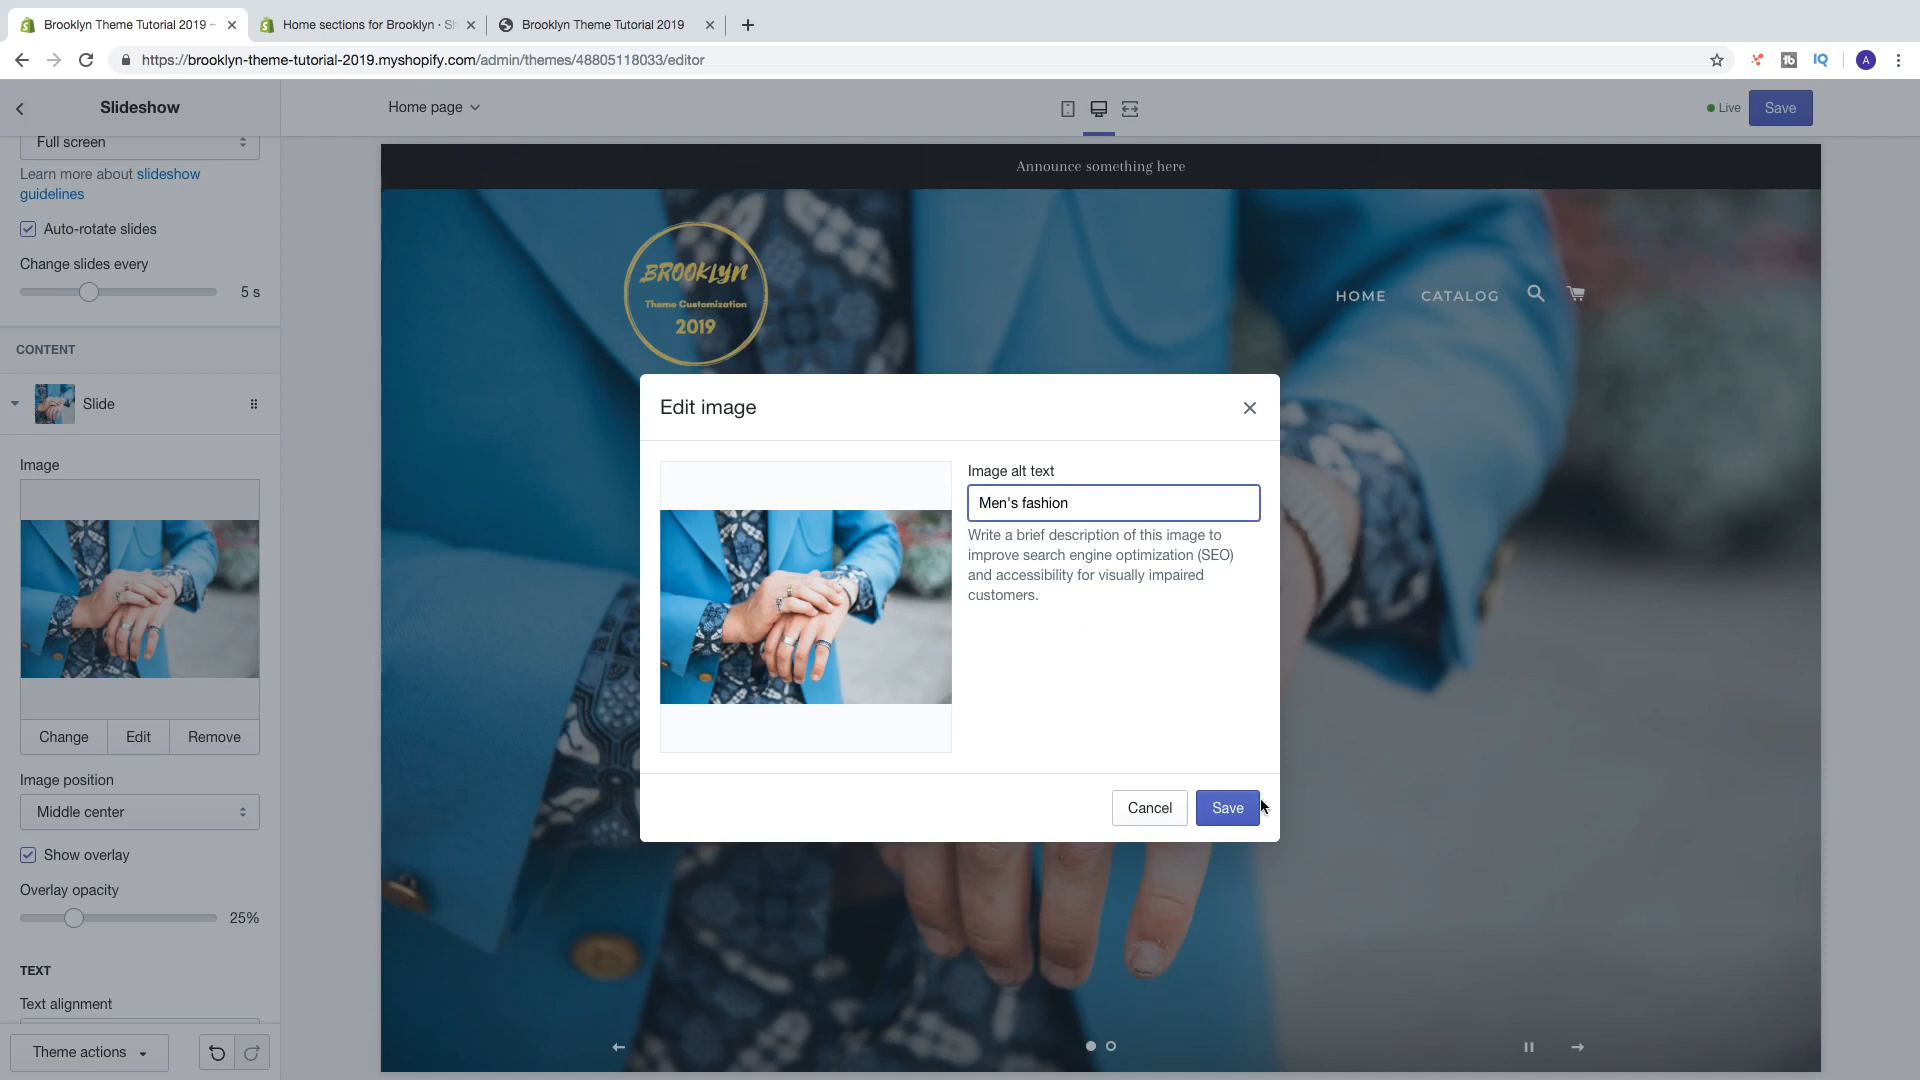 Brooklyn Theme Tutorial 2019 ~
Home sections for Brooklyn · Sh
Brooklyn Theme Tutorial 2019
https://brooklyn-theme-tutorial-2019.myshopify.com/admin/themes/48805118033/editor
tb
IQ
A
Slideshow
Home page
Live
Save
Full screen
Learn more about slideshow
guidelines
Auto-rotate slides
Change slides every
5 s
CONTENT
Slide
Image
Change
Edit
Remove
Image position
Middle center
Show overlay
Overlay opacity
25%
TEXT
Text alignment
Theme actions
Announce something here
BROOKLYN
Theme Customization
2019
HOME
CATALOG
Edit image
Image alt text
Men's fashion
Write a brief description of this image to
improve search engine optimization (SEO)
and accessibility for visually impaired
customers.
Cancel
Save